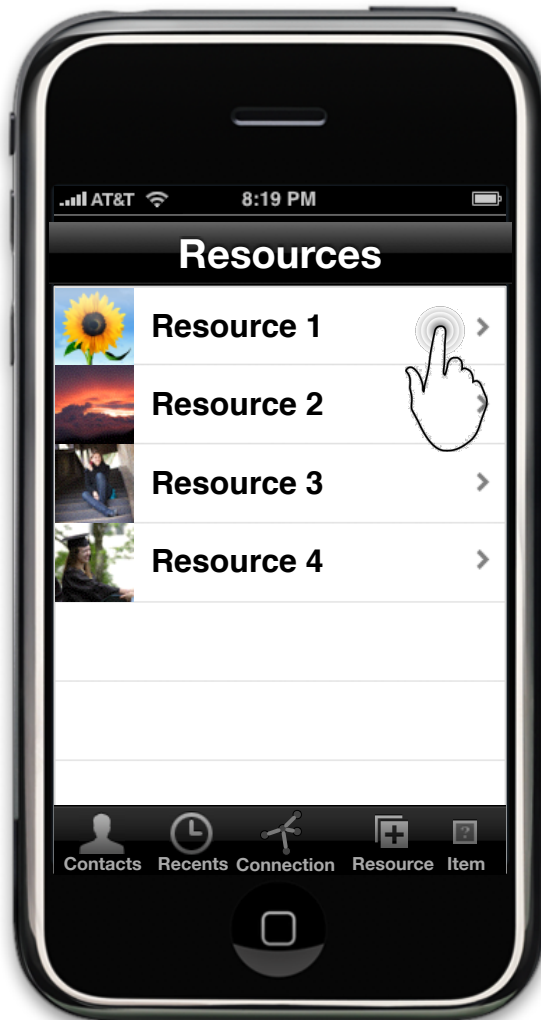 AT&T 8:19 PM
Resources
Resource 1
Resource 2
Resource 3
Resource 4
Contacts Recents Connection Resource Item